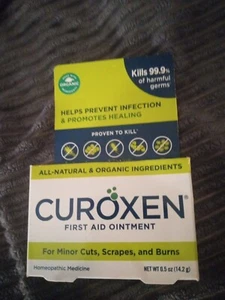 ORGANIC
Kills 99.9%
of harmful
germs*
HELPS PREVENT INFECTION
& PROMOTES HEALING
PROVEN TO KILL*
ALL-NATURAL & ORGANIC INGREDIENTS
CUROXEN®
FIRST AID OINTMENT
For Minor Cuts, Scrapes, and Burns
Homeopathic Medicine
NET WT 0.5 oz (14.2 g)